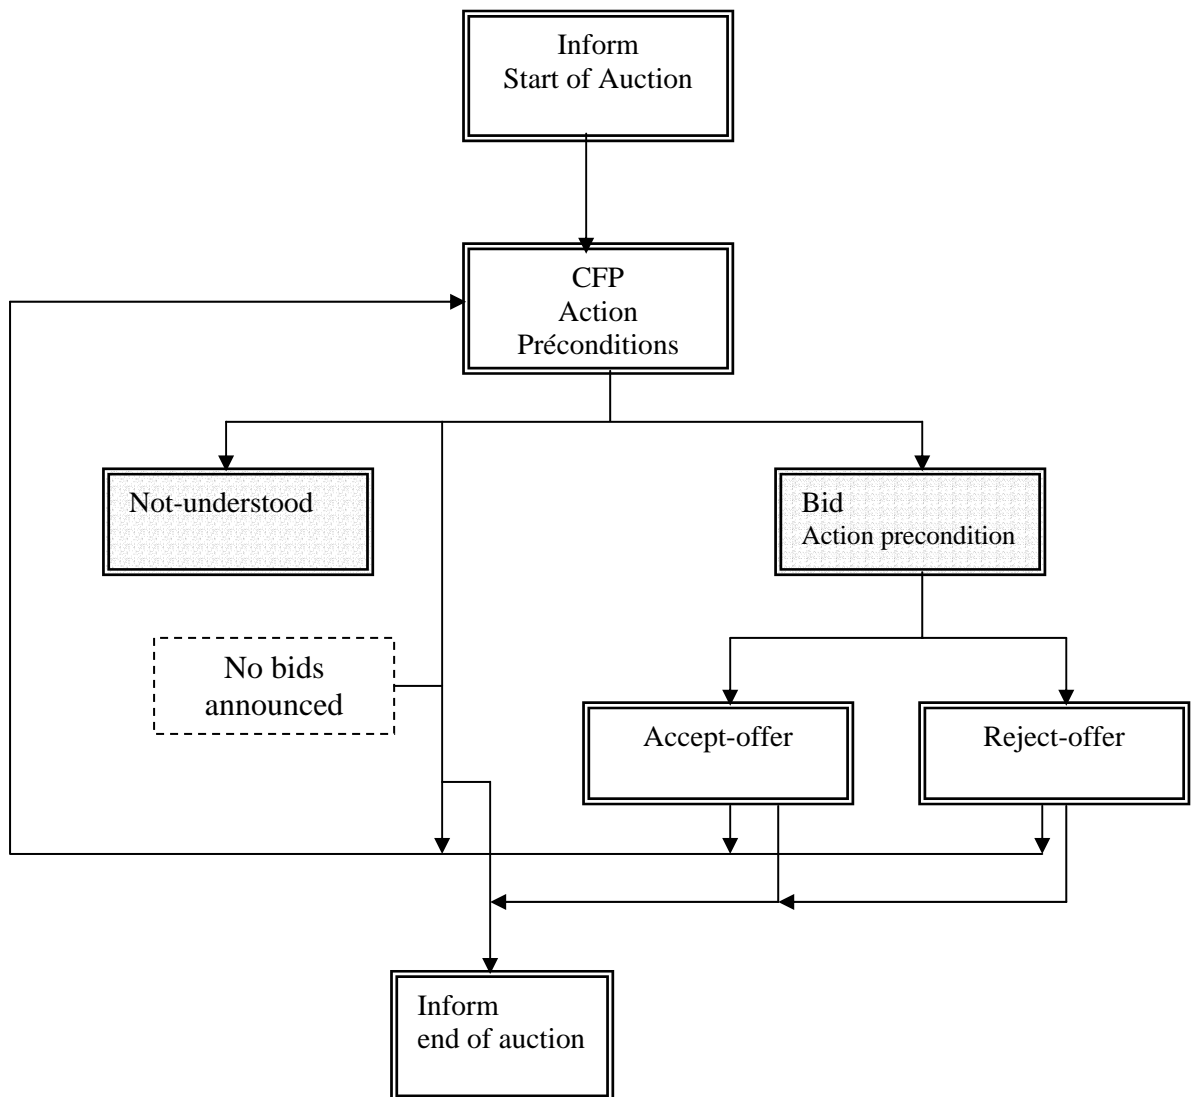 Inform
Start of Auction
CFP
Action
Préconditions
Not-understood
Bid
Action precondition
No bids
announced
Accept-offer
Reject-offer
Inform
end of auction